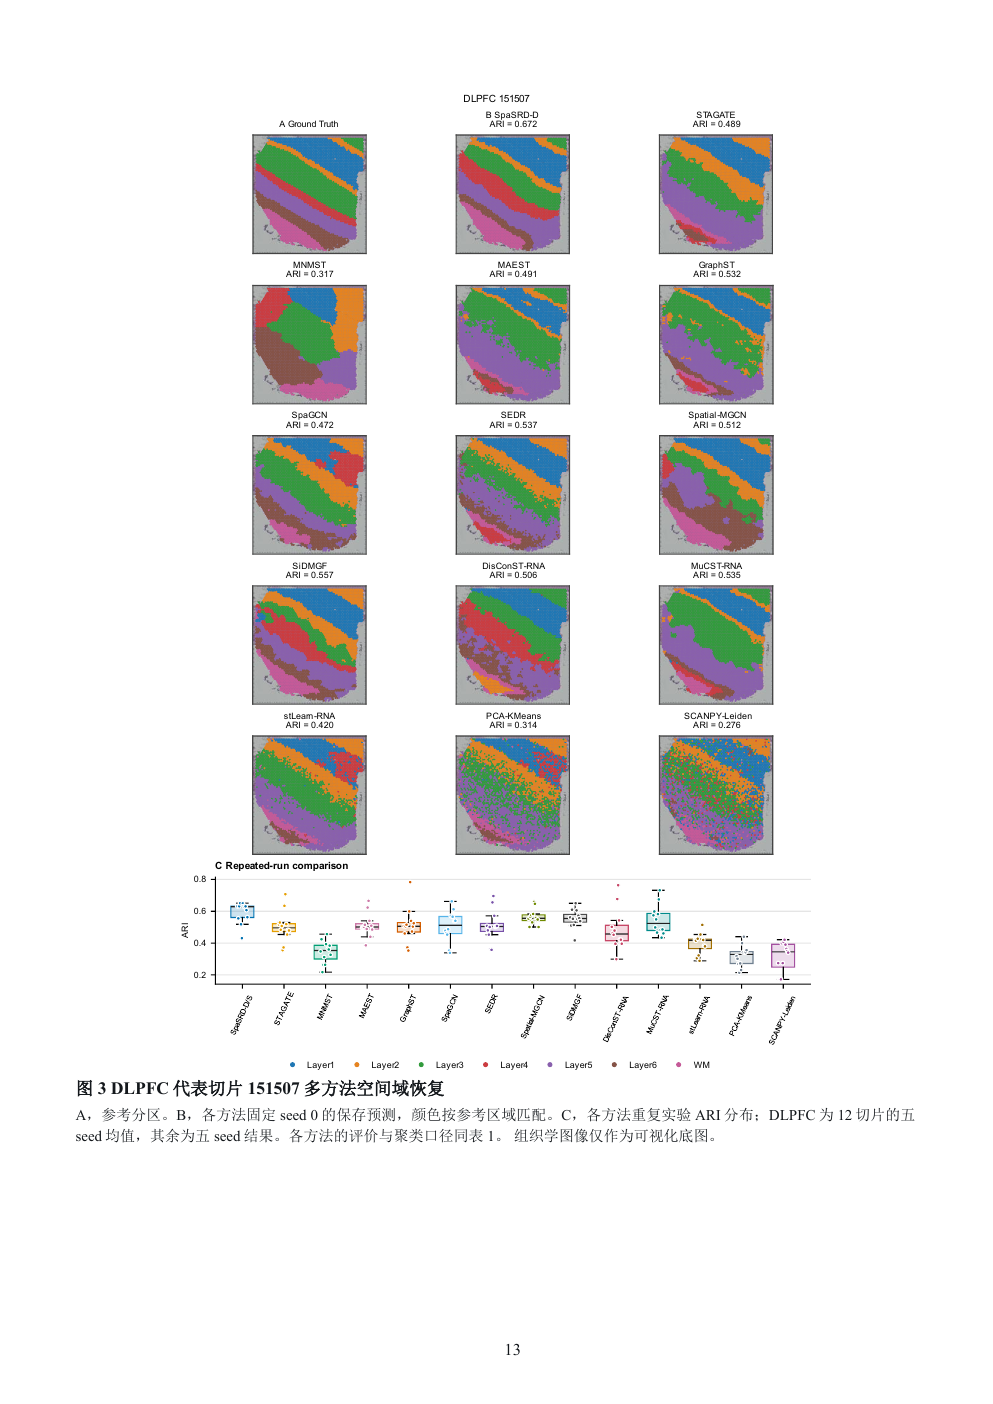 DLPFC 151507
A Ground Truth
B SpaSRD-D
ARI = 0.672
STAGATE
ARI = 0.489
MNMST
ARI = 0.317
MAEST
ARI = 0.491
GraphST
ARI = 0.532
SpaGCN
ARI = 0.472
SEDR
ARI = 0.537
Spatial-MGCN
ARI = 0.512
SiDMGF
ARI = 0.557
DisConST-RNA
ARI = 0.506
MuCST-RNA
ARI = 0.535
stLearn-RNA
ARI = 0.420
PCA-KMeans
ARI = 0.314
SCANPY-Leiden
ARI = 0.276
C Repeated-run comparison
0.8
0.6
0.4
0.2
ARI
SpaSRD-DIS
STAGATE
MNMST
MAEST
GraphST
SpaGCN
SEDR
Spatial-MGCN
SiDMGF
DisConST-RNA
MuCST-RNA
stLearn-RNA
PCA-KMeans
SCANPY-Leiden
Layer1 Layer2 Layer3 Layer4 Layer5 Layer6 WM
图 3 DLPFC 代表切片 151507 多方法空间域恢复
A，参考分区。B，各方法固定 seed 0 的保存预测，颜色按参考区域匹配。C，各方法重复实验 ARI 分布；DLPFC 为 12 切片的五
seed 均值，其余为五 seed 结果。各方法的评价与聚类口径同表 1。 组织学图像仅作为可视化底图。
13